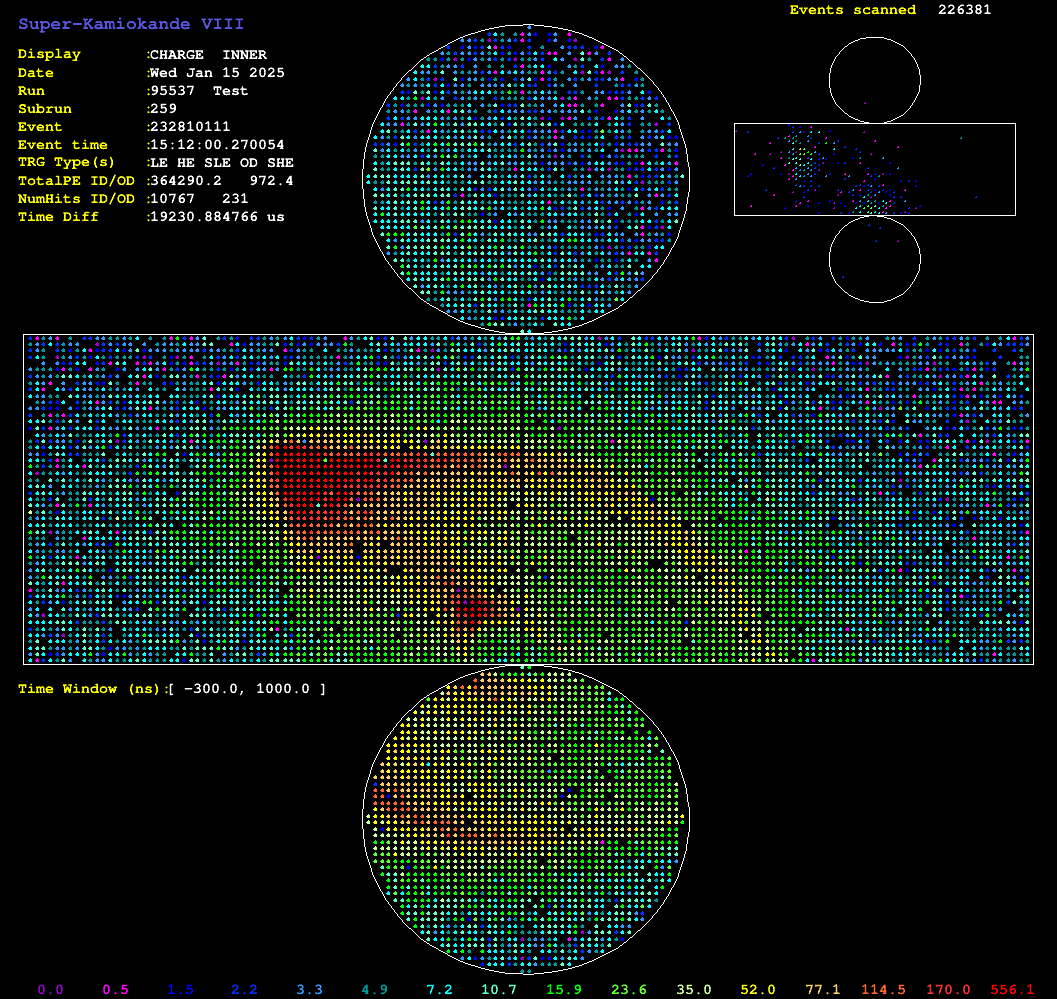 Super-Kamiokande VIII
Events scanned 226381
Display :CHARGE INNER
Date :Wed Jan 15 2025
Run :95537 Test
Subrun :259
Event :232810111
Event time :15:12:00.270054
TRG Type(s) :LE HE SLE OD SHE
TotalPE ID/OD :364290.2 972.4
NumHits ID/OD :10767 231
Time Diff :19230.884766 us
Time Window (ns):[ -300.0, 1000.0 ]
0.0 0.5 1.5 2.2 3.3 4.9 7.2 10.7 15.9 23.6 35.0 52.0 77.1 114.5 170.0 556.1